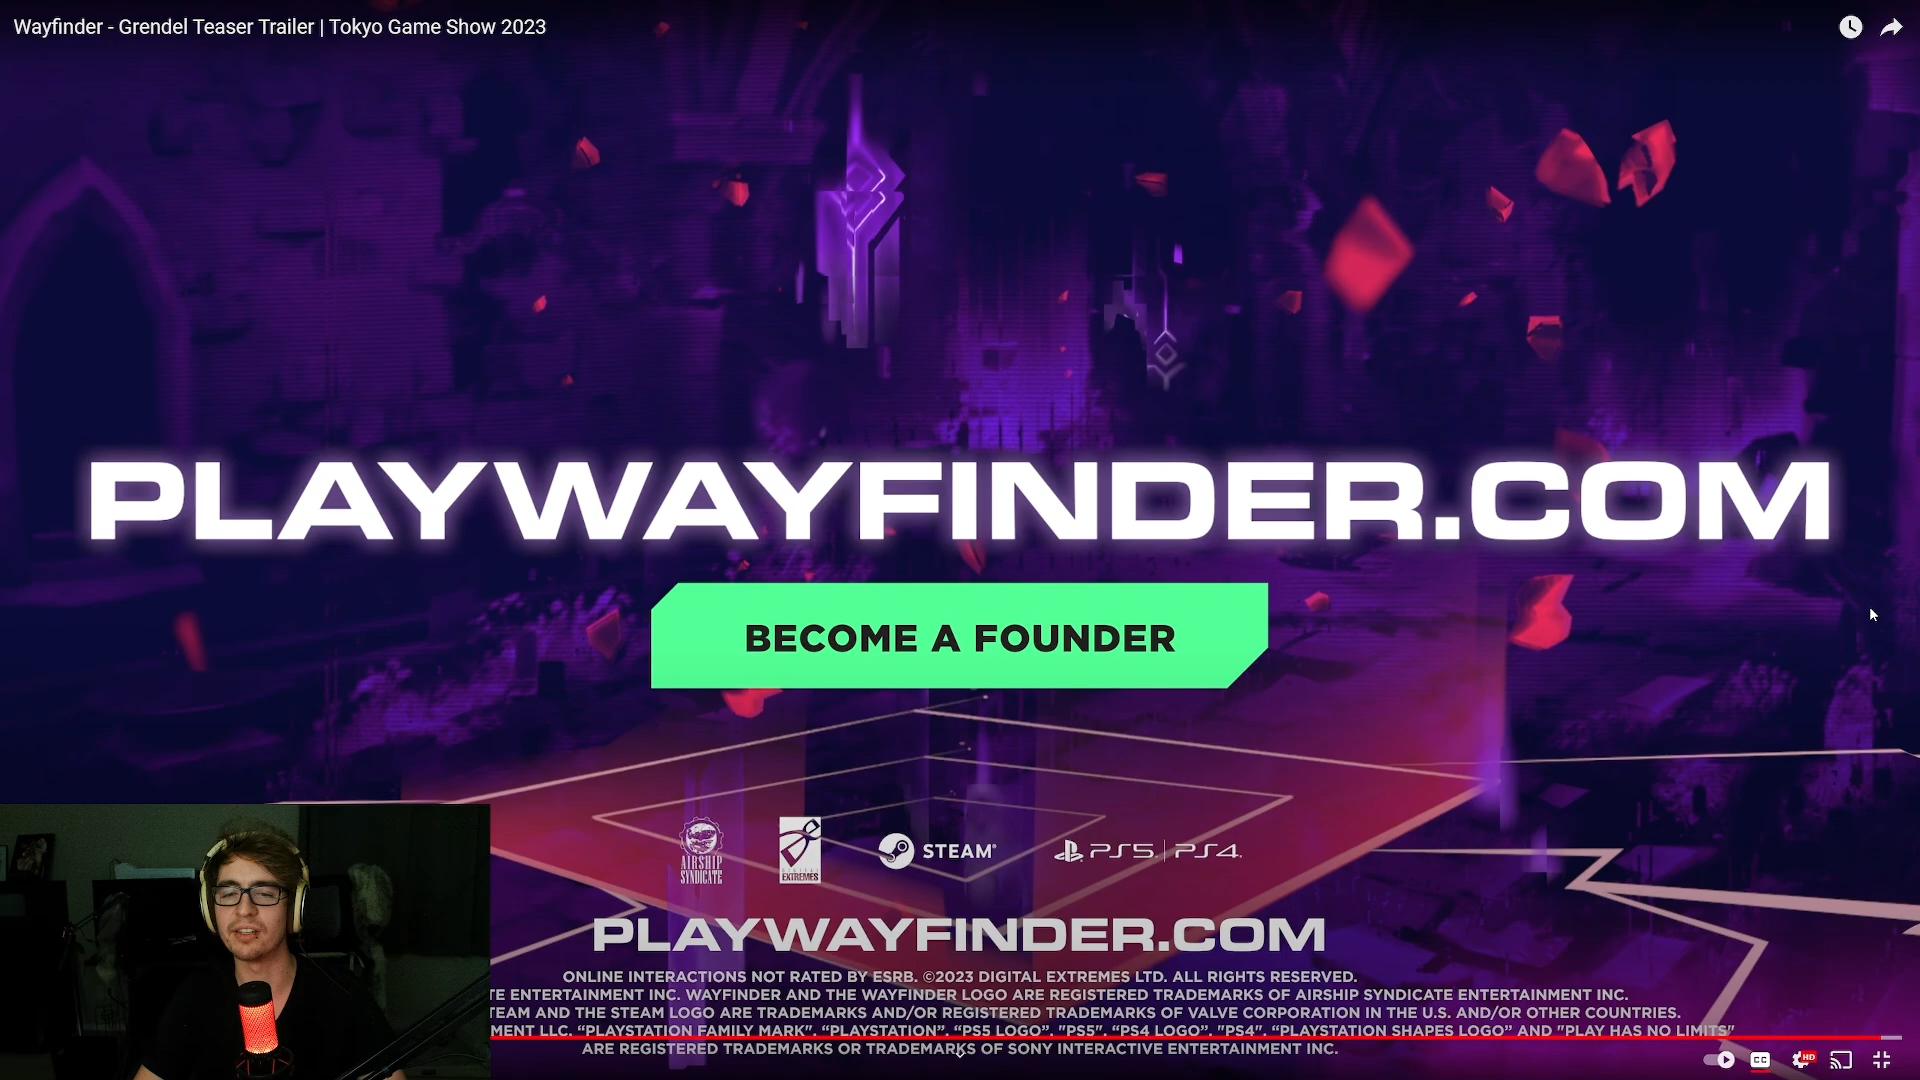 Wayfinder - Grendel Teaser Trailer | Tokyo Game Show 2023
PLAYWAYFINDER.COM
BECOME A FOUNDER
AIRSHIP
SYNDICATE
DIGITAL
EXTREMES
STEAM®
PS5 | PS4
PLAYWAYFINDER.COM
ONLINE INTERACTIONS NOT RATED BY ESRB. ©2023 DIGITAL EXTREMES LTD. ALL RIGHTS RESERVED.
TE ENTERTAINMENT INC. WAYFINDER AND THE WAYFINDER LOGO ARE REGISTERED TRADEMARKS OF AIRSHIP SYNDICATE ENTERTAINMENT INC.
TEAM AND THE STEAM LOGO ARE TRADEMARKS AND/OR REGISTERED TRADEMARKS OF VALVE CORPORATION IN THE U.S. AND/OR OTHER COUNTRIES.
MENT LLC. “PLAYSTATION FAMILY MARK", “PLAYSTATION”, “PS5 LOGO”, "PS5", “PS4 LOGO”, "PS4", “PLAYSTATION SHAPES LOGO” AND "PLAY HAS NO LIMITS"
ARE REGISTERED TRADEMARKS OR TRADEMARKS OF SONY INTERACTIVE ENTERTAINMENT INC.
CC
HD